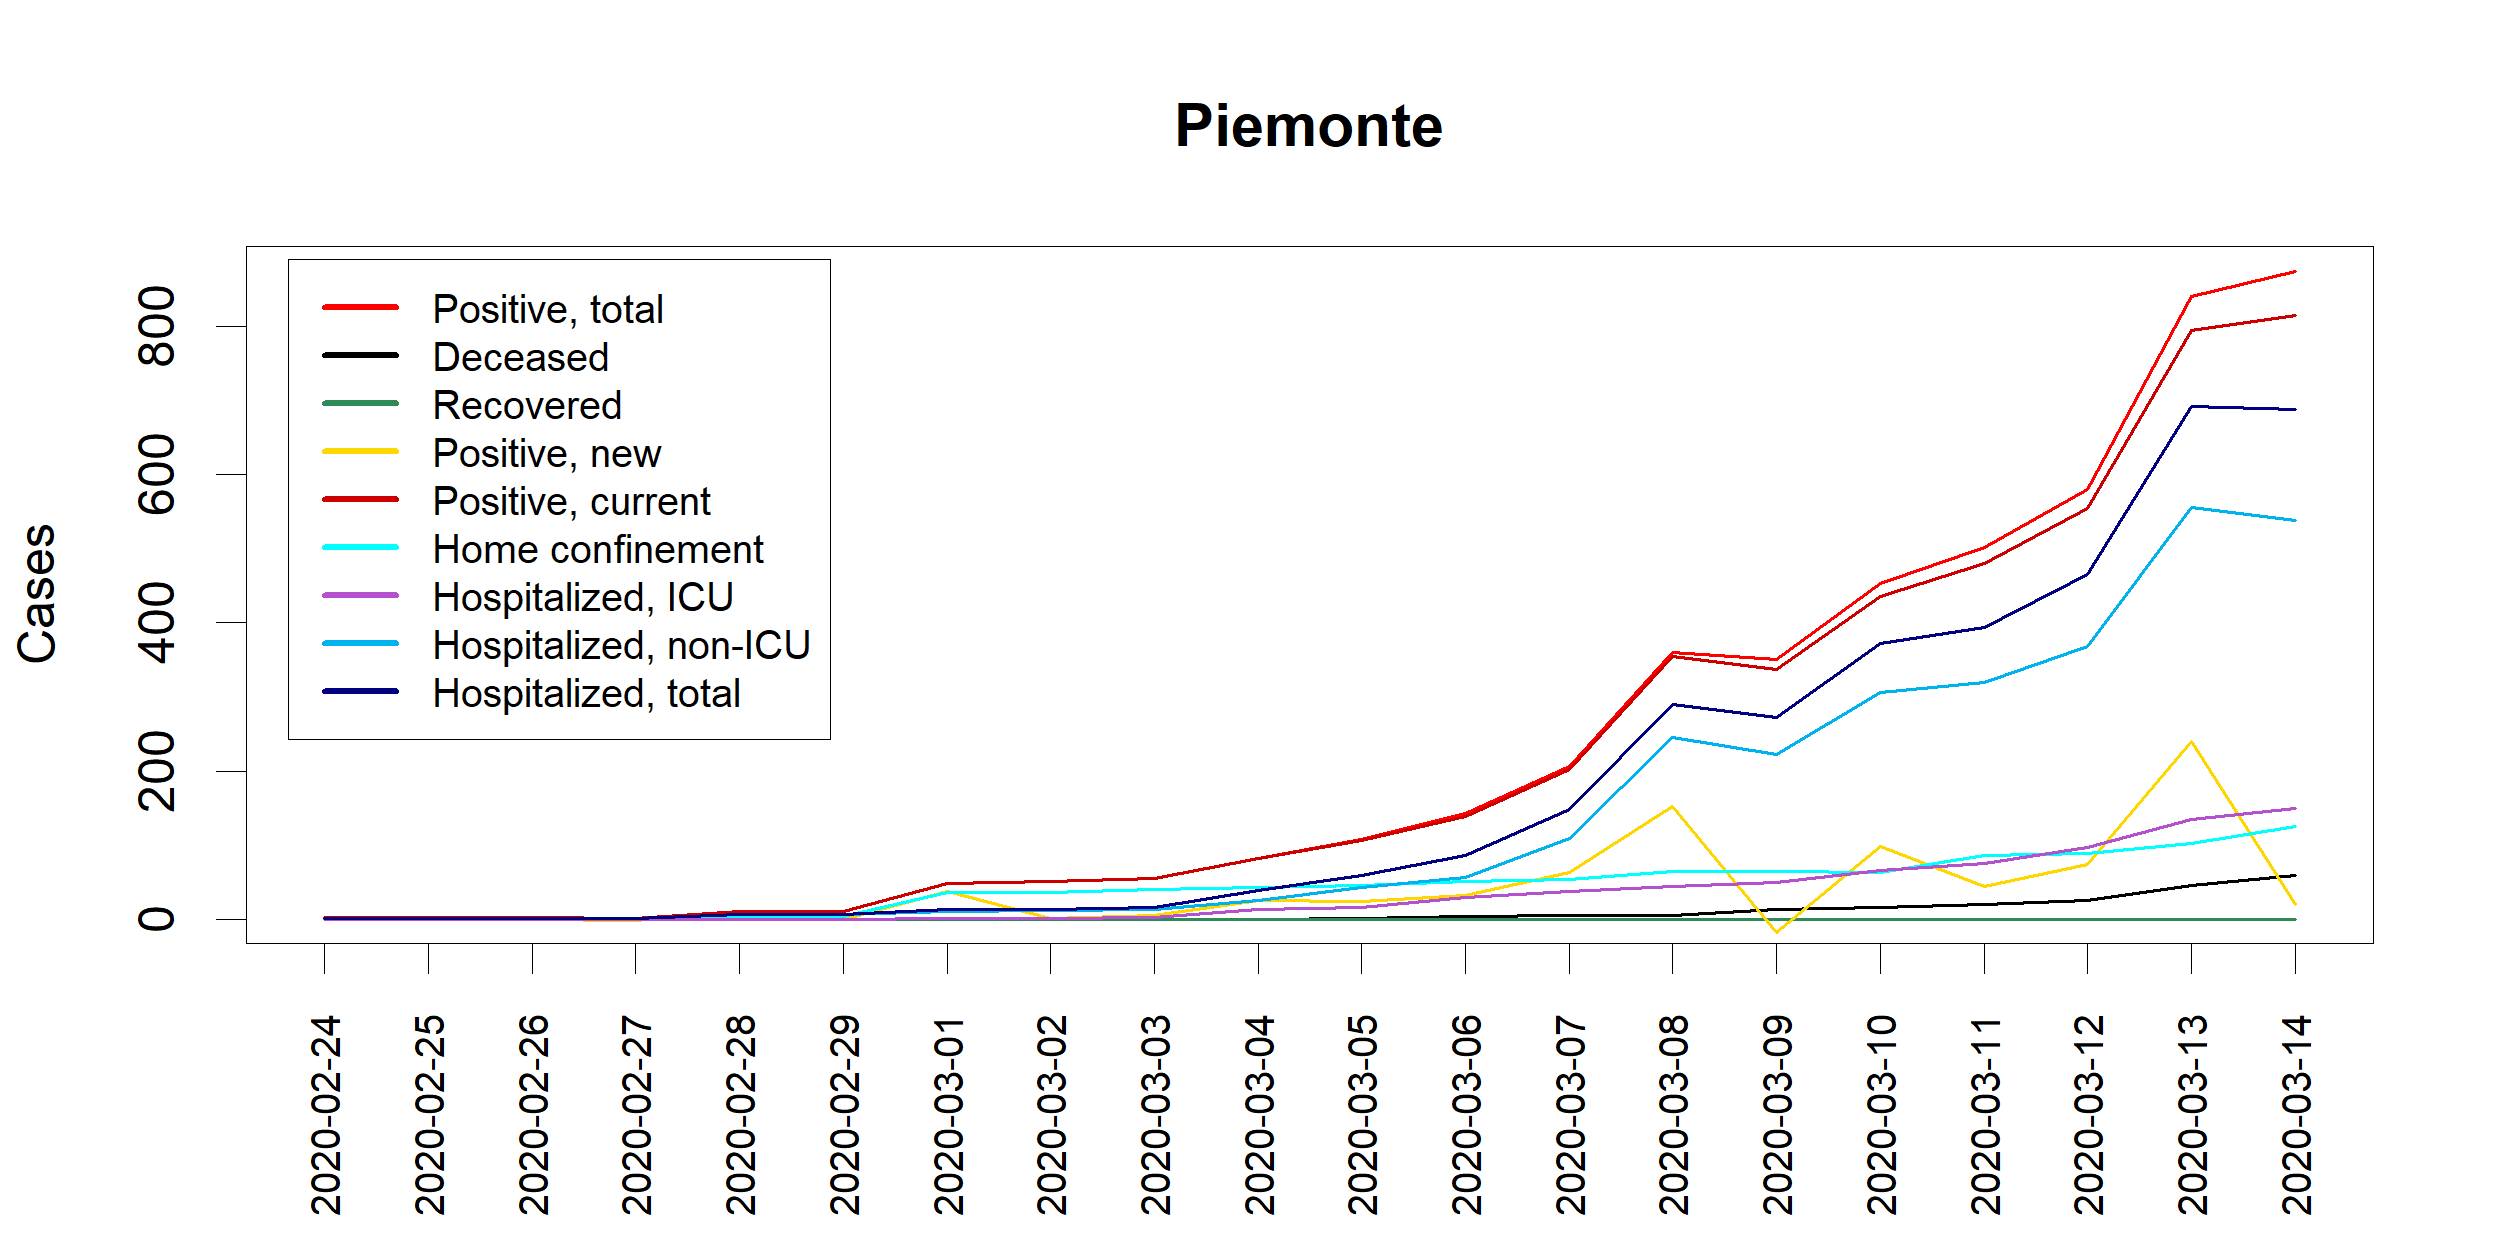 Piemonte
Cases
800
600
400
200
0
Positive, total
Deceased
Recovered
Positive, new
Positive, current
Home confinement
Hospitalized, ICU
Hospitalized, non-ICU
Hospitalized, total
2020-02-24
2020-02-25
2020-02-26
2020-02-27
2020-02-28
2020-02-29
2020-03-01
2020-03-02
2020-03-03
2020-03-04
2020-03-05
2020-03-06
2020-03-07
2020-03-08
2020-03-09
2020-03-10
2020-03-11
2020-03-12
2020-03-13
2020-03-14